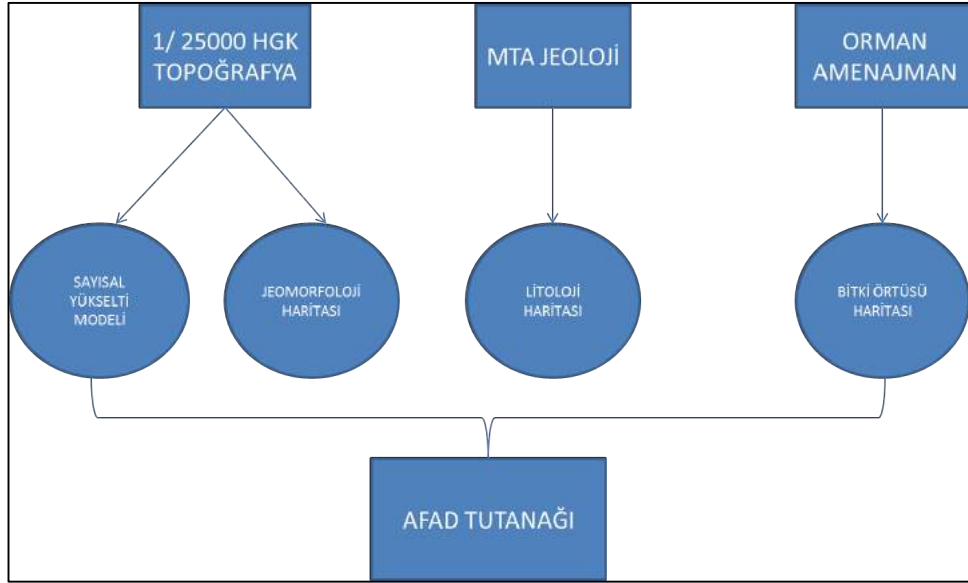 1/ 25000 HGK
TOPOĞRAFYA
MTA JEOLOJİ
ORMAN
AMENAJMAN
SAYISAL
YÜKSELTİ
MODELİ
JEOMORFOLOJİ
HARİTASI
LİTOLOJİ
HARİTASI
BİTKİ ÖRTÜSÜ
HARİTASI
AFAD TUTANAĞI